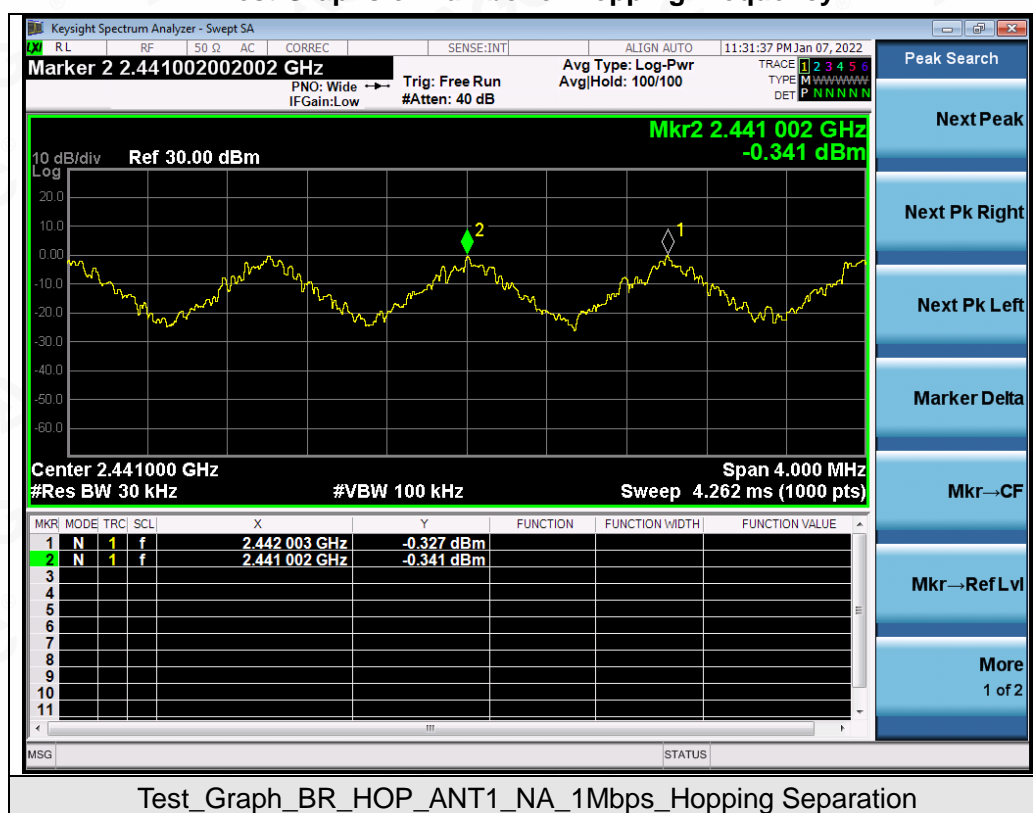 Keysight Spectrum Analyzer - Swept SA
LXI RL RF 50 Ω AC CORREC SENSE:INT ALIGN AUTO 11:31:37 PM Jan 07, 2022
Marker 2 2.441002002002 GHz
PNO: Wide
IFGain:Low
Trig: Free Run
#Atten: 40 dB
Avg Type: Log-Pwr
Avg|Hold: 100/100
TRACE 1 2 3 4 5 6
TYPE M WWWWW
DET P N N N N N
Peak Search
Next Peak
Next Pk Right
Next Pk Left
Marker Delta
Mkr→CF
Mkr→Ref Lvl
More
1 of 2
Mkr2 2.441 002 GHz
-0.341 dBm
10 dB/div Ref 30.00 dBm
Log
20.0
10.0
0.00
-10.0
-20.0
-30.0
-40.0
-50.0
-60.0
2
1
Center 2.441000 GHz Span 4.000 MHz
#Res BW 30 kHz #VBW 100 kHz Sweep 4.262 ms (1000 pts)
MKR MODE TRC SCL X Y FUNCTION FUNCTION WIDTH FUNCTION VALUE
1 N 1 f 2.442 003 GHz -0.327 dBm
2 N 1 f 2.441 002 GHz -0.341 dBm
3
4
5
6
7
8
9
10
11
MSG STATUS
Test_Graph_BR_HOP_ANT1_NA_1Mbps_Hopping Separation